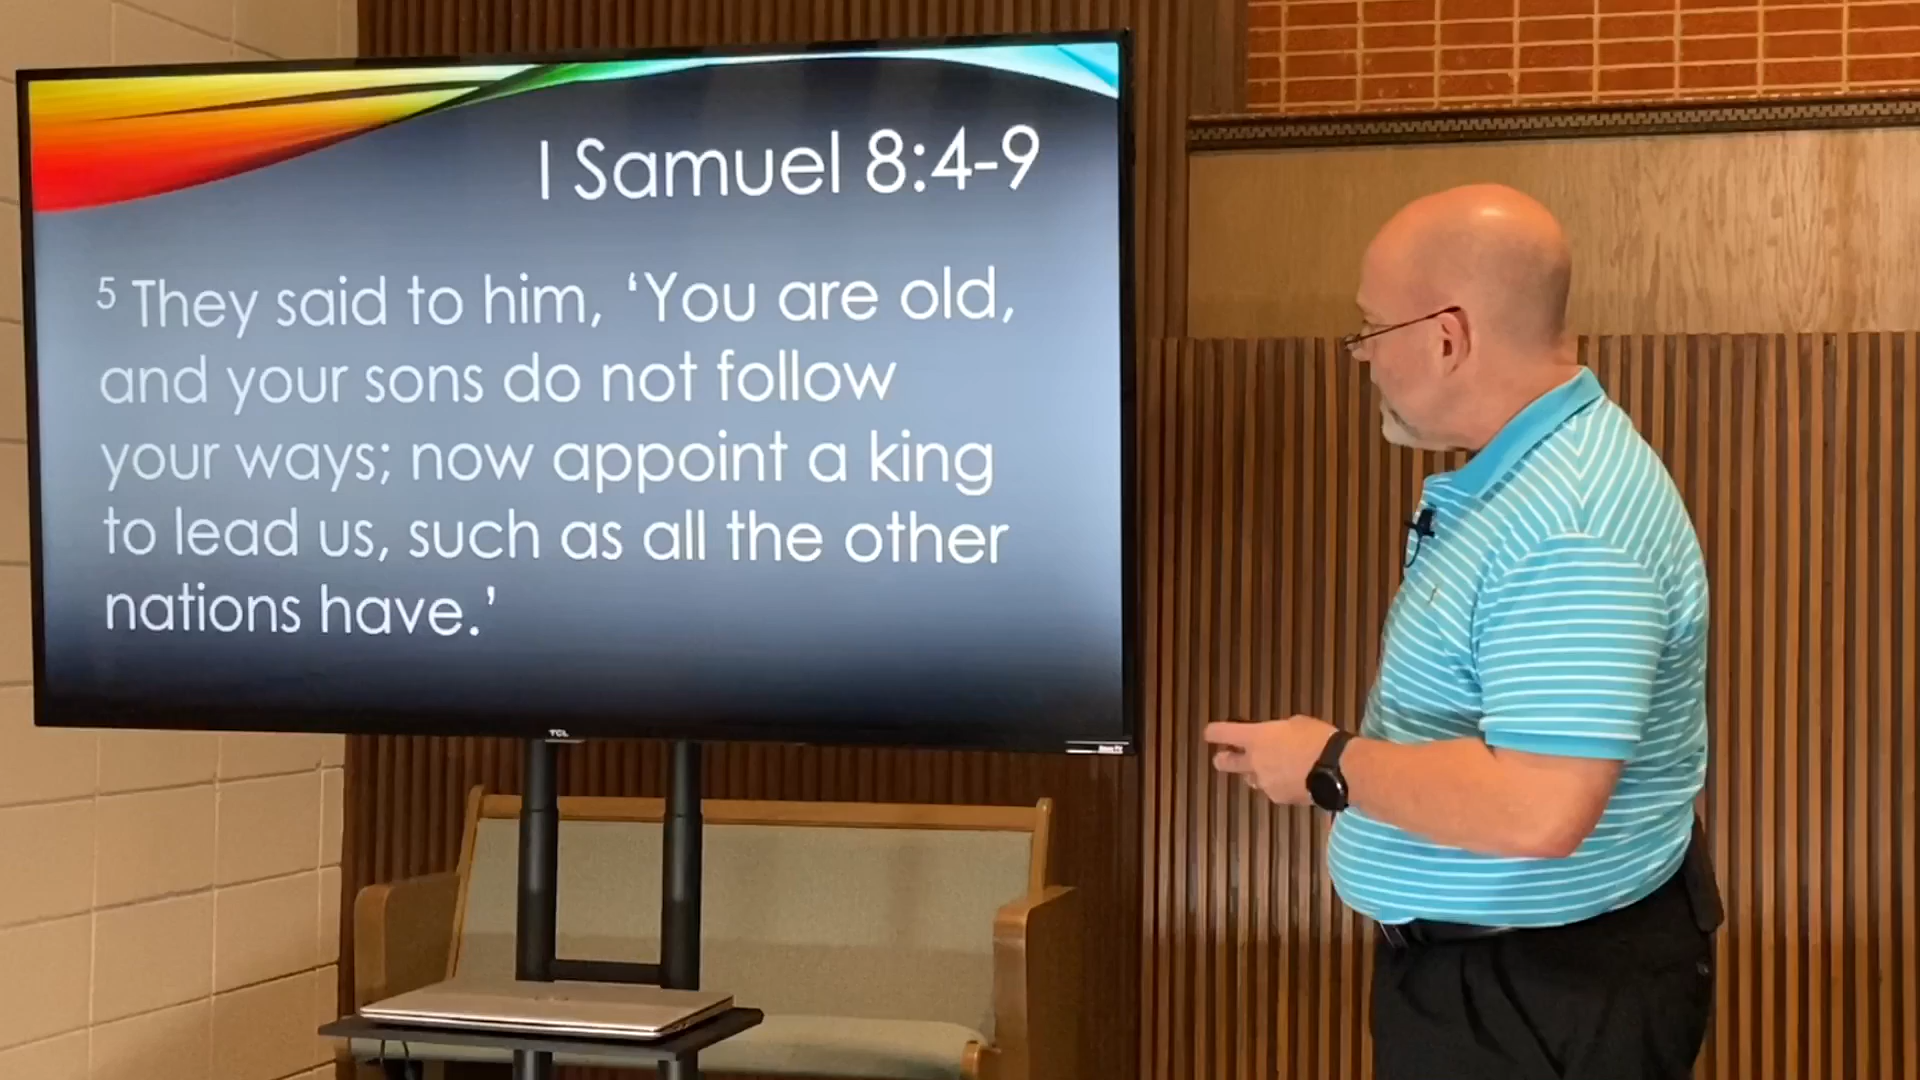 I Samuel 8:4-9
5 They said to him, ‘You are old,
and your sons do not follow
your ways; now appoint a king
to lead us, such as all the other
nations have.’
TCL